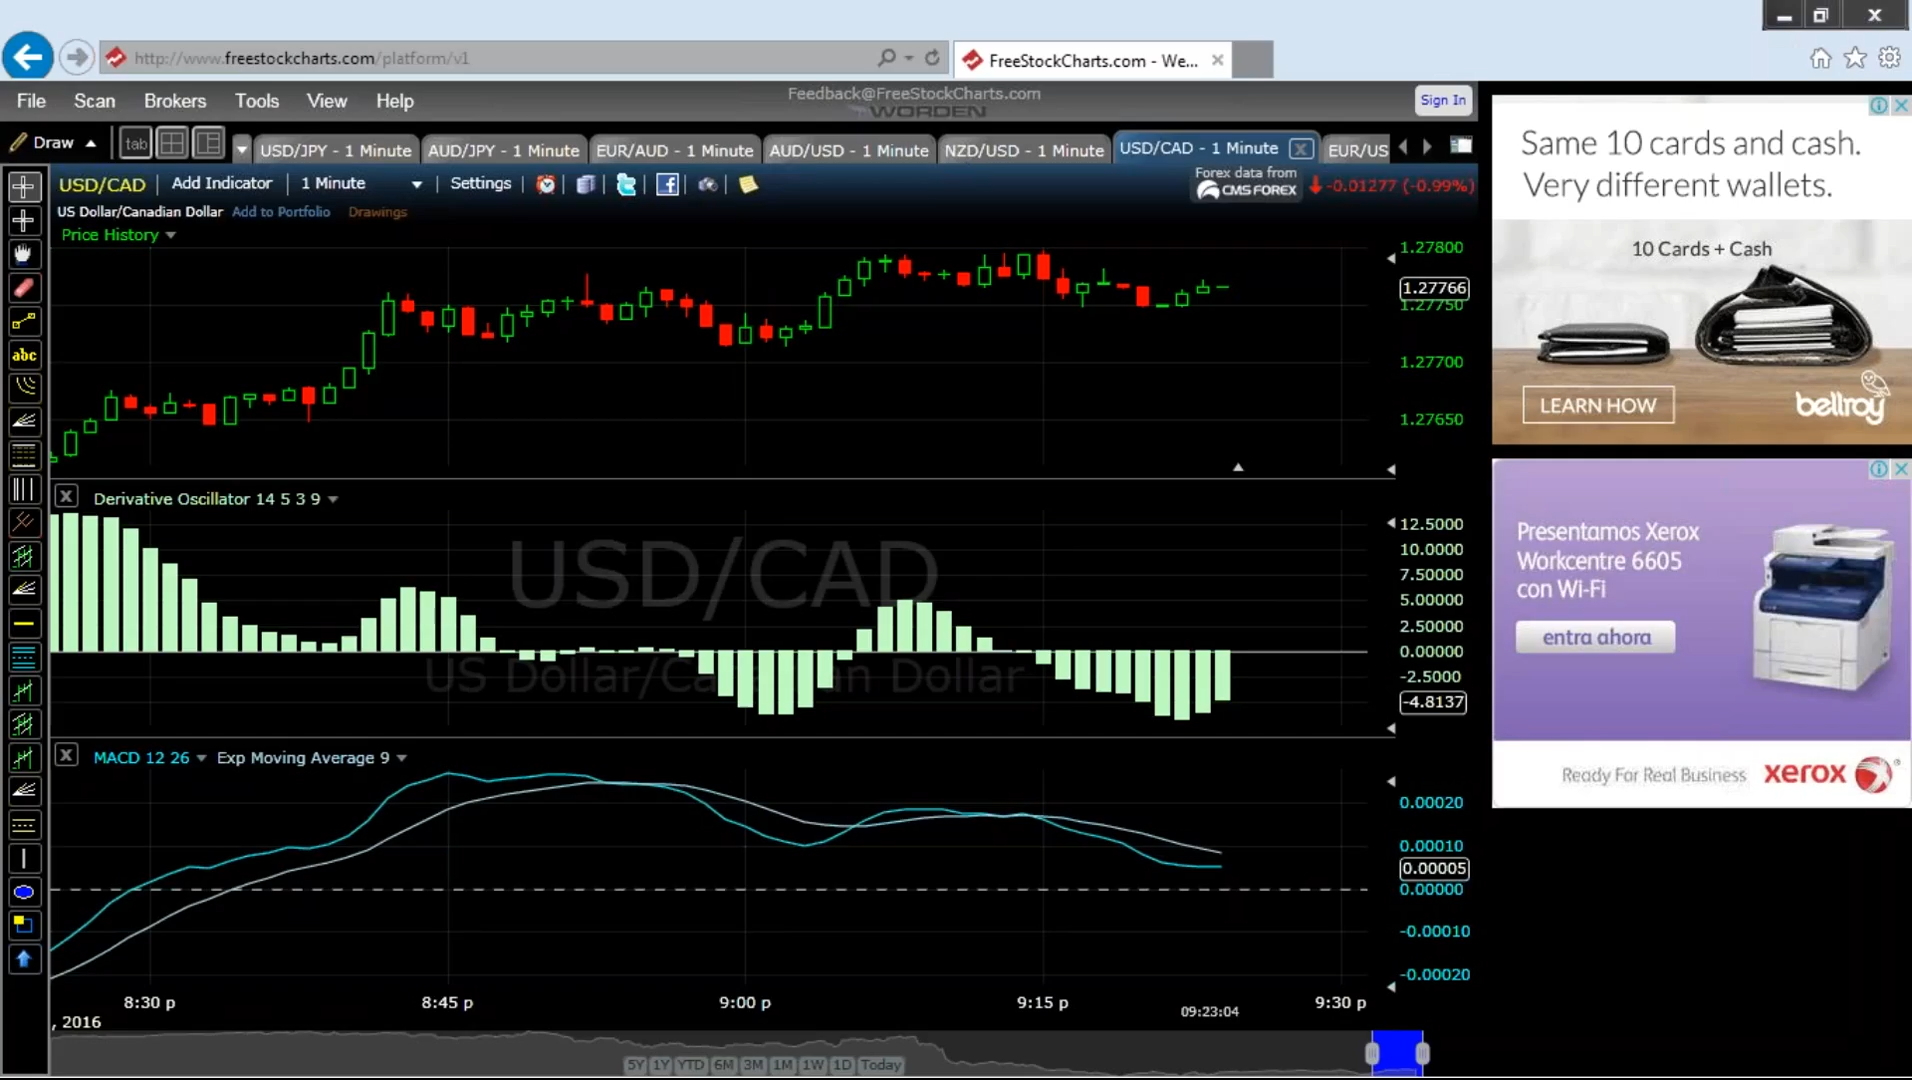 http://www.freestockcharts.com/platform/v1
FreeStockCharts.com - We...
File Scan Brokers Tools View Help
Feedback@FreeStockCharts.com
WORDEN
Sign In
Draw tab
USD/JPY - 1 Minute AUD/JPY - 1 Minute EUR/AUD - 1 Minute AUD/USD - 1 Minute NZD/USD - 1 Minute USD/CAD - 1 Minute EUR/US
USD/CAD Add Indicator 1 Minute Settings
Forex data from
CMS FOREX
-0.01277 (-0.99%)
US Dollar/Canadian Dollar Add to Portfolio Drawings
Price History
1.27800
1.27766
1.27750
1.27700
1.27650
abc
Derivative Oscillator 14 5 3 9
12.5000
10.0000
7.50000
5.00000
2.50000
0.00000
-2.5000
-4.8137
USD/CAD
US Dollar/Canadian Dollar
MACD 12 26 Exp Moving Average 9
0.00020
0.00010
0.00005
0.00000
-0.00010
-0.00020
8:30 p 8:45 p 9:00 p 9:15 p 9:30 p
09:23:04
, 2016
5Y 1Y YTD 6M 3M 1M 1W 1D Today
Same 10 cards and cash.
Very different wallets.
10 Cards + Cash
LEARN HOW
bellroy
Presentamos Xerox
Workcentre 6605
con Wi-Fi
entra ahora
Ready For Real Business xerox